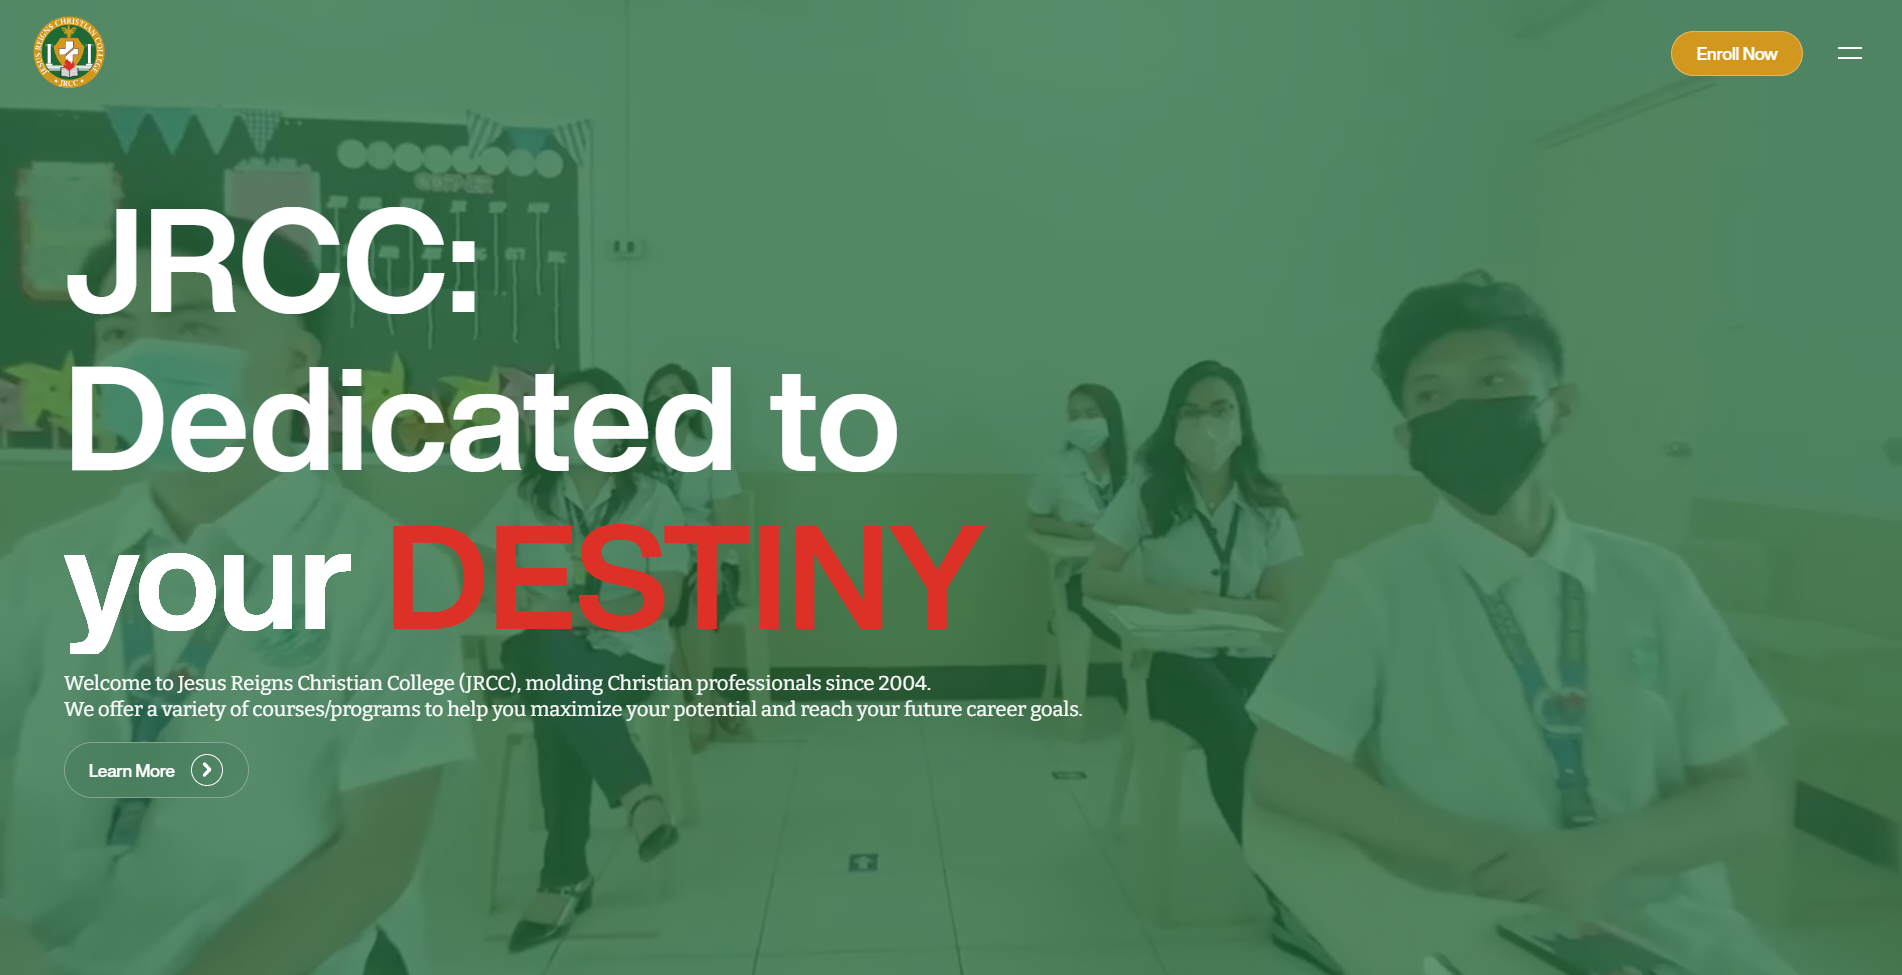 JESUS REIGNS CHRISTIAN COLLEGE
JRCC
Enroll Now
JRCC:
Dedicated to
your DESTINY
Welcome to Jesus Reigns Christian College (JRCC), molding Christian professionals since 2004.
We offer a variety of courses/programs to help you maximize your potential and reach your future career goals.
Learn More